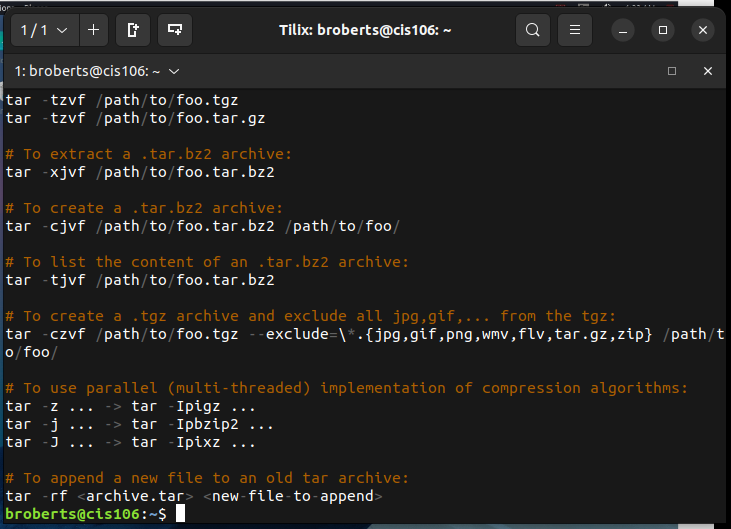 1 / 1
Tilix: broberts@cis106: ~
1: broberts@cis106: ~
tar -tzvf /path/to/foo.tgz
tar -tzvf /path/to/foo.tar.gz
# To extract a .tar.bz2 archive:
tar -xjvf /path/to/foo.tar.bz2
# To create a .tar.bz2 archive:
tar -cjvf /path/to/foo.tar.bz2 /path/to/foo/
# To list the content of an .tar.bz2 archive:
tar -tjvf /path/to/foo.tar.bz2
# To create a .tgz archive and exclude all jpg,gif,... from the tgz:
tar -czvf /path/to/foo.tgz --exclude=\*.{jpg,gif,png,wmv,flv,tar.gz,zip} /path/t
o/foo/
# To use parallel (multi-threaded) implementation of compression algorithms:
tar -z ... -> tar -Ipigz ...
tar -j ... -> tar -Ipbzip2 ...
tar -J ... -> tar -Ipixz ...
# To append a new file to an old tar archive:
tar -rf <archive.tar> <new-file-to-append>
broberts@cis106:~$